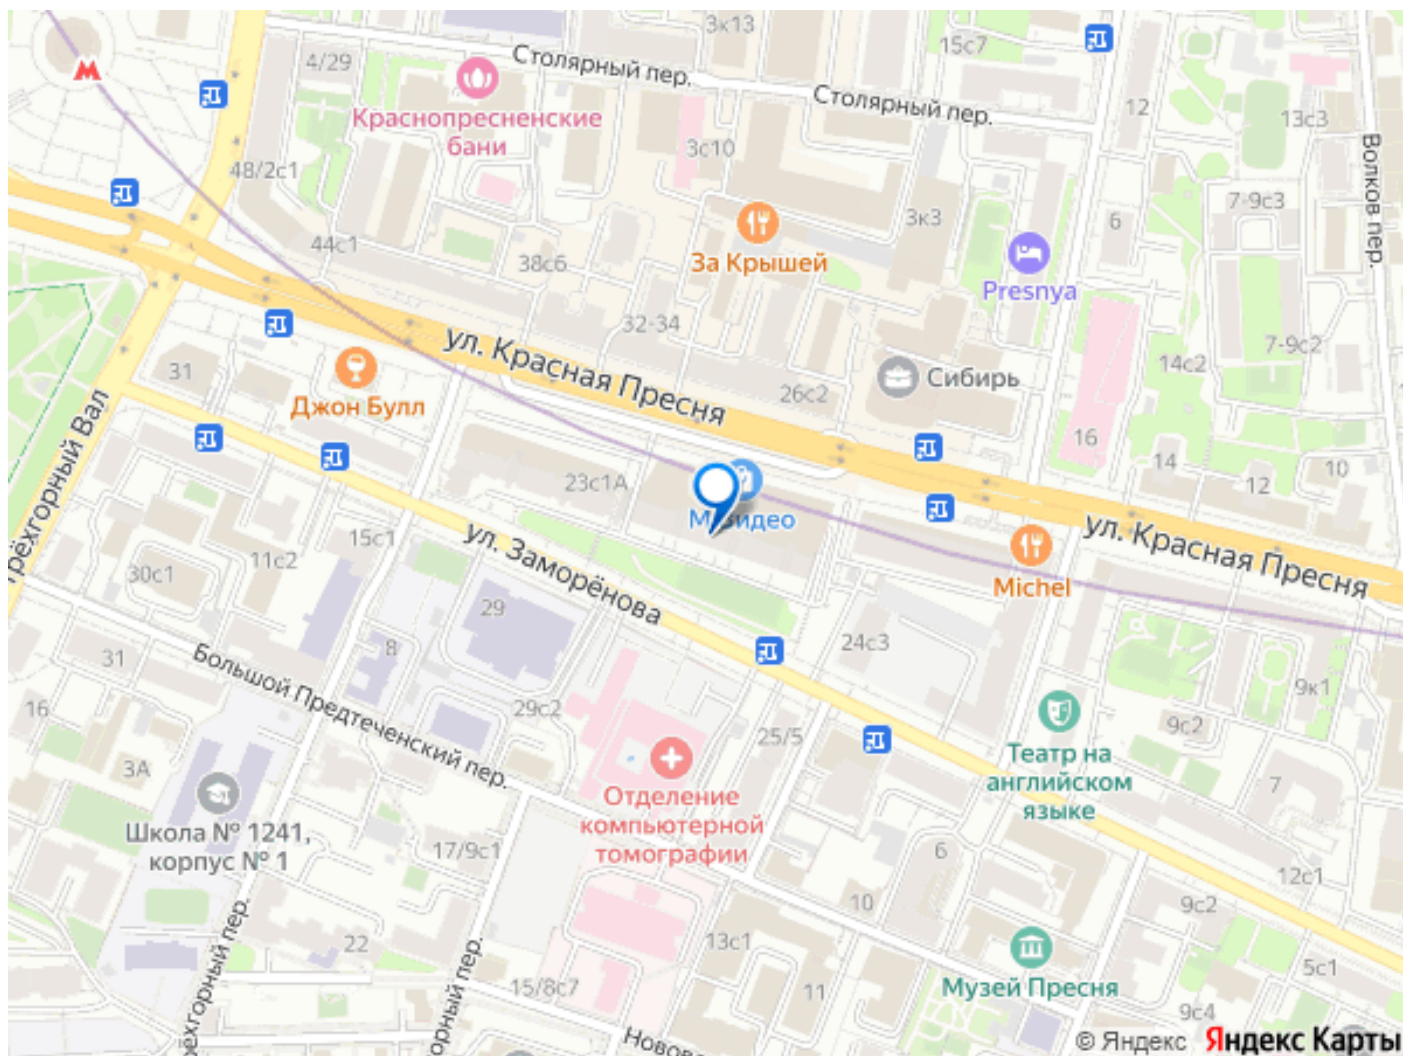 3к13
15с7
4/29
Столярный пер.
Столярный пер.
12
13с3
Краснопресненские
бани
3с10
Волков пер.
48/2с1
7-9с3
3к3
6
44с1
38с6
За Крышей
Presnya
32-34
ул. Красная Пресня
7-9с2
14с2
31
Джон Булл
26с2
Сибирь
16
14
10
12
Трёхгорный Вал
23с1А
М.Видео
ул. Заморёнова
ул. Красная Пресня
15с1
11с2
30с1
Michel
29
8
24с3
31
Большой Предтеченский пер.
9к1
16
29с2
25/5
9с2
3А
Театр на
английском
языке
7
Отделение
компьютерной
томографии
Школа № 1241,
корпус № 1
17/9с1
6
12с1
10
9с2
22
13с1
5с1
15/8с7
11
Музей Пресня
9с4
© Яндекс Яндекс Карты